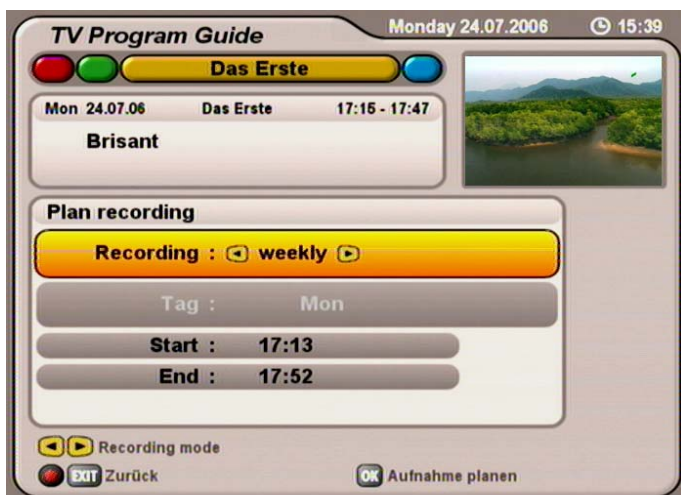 TV Program Guide
Monday 24.07.2006 15:39
Das Erste
Mon 24.07.06 Das Erste 17:15 - 17:47
Brisant
Plan recording
Recording : weekly
Tag : Mon
Start : 17:13
End : 17:52
Recording mode
EXIT Zurück
OK Aufnahme planen